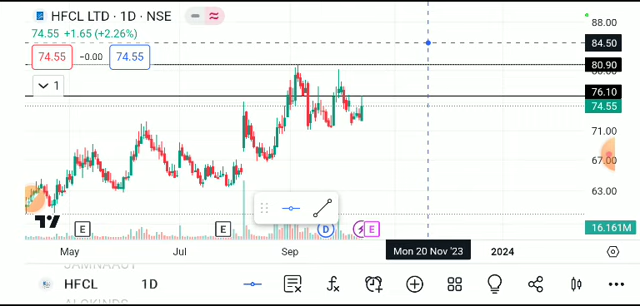 HFCL LTD · 1D · NSE
74.55 +1.65 (+2.26%)
74.55 −0.00 74.55
1
88.00
84.50
80.90
76.10
74.55
71.00
67.00
63.00
16.161M
E E D E
May Jul Sep Mon 20 Nov '23 2024
HFCL 1D